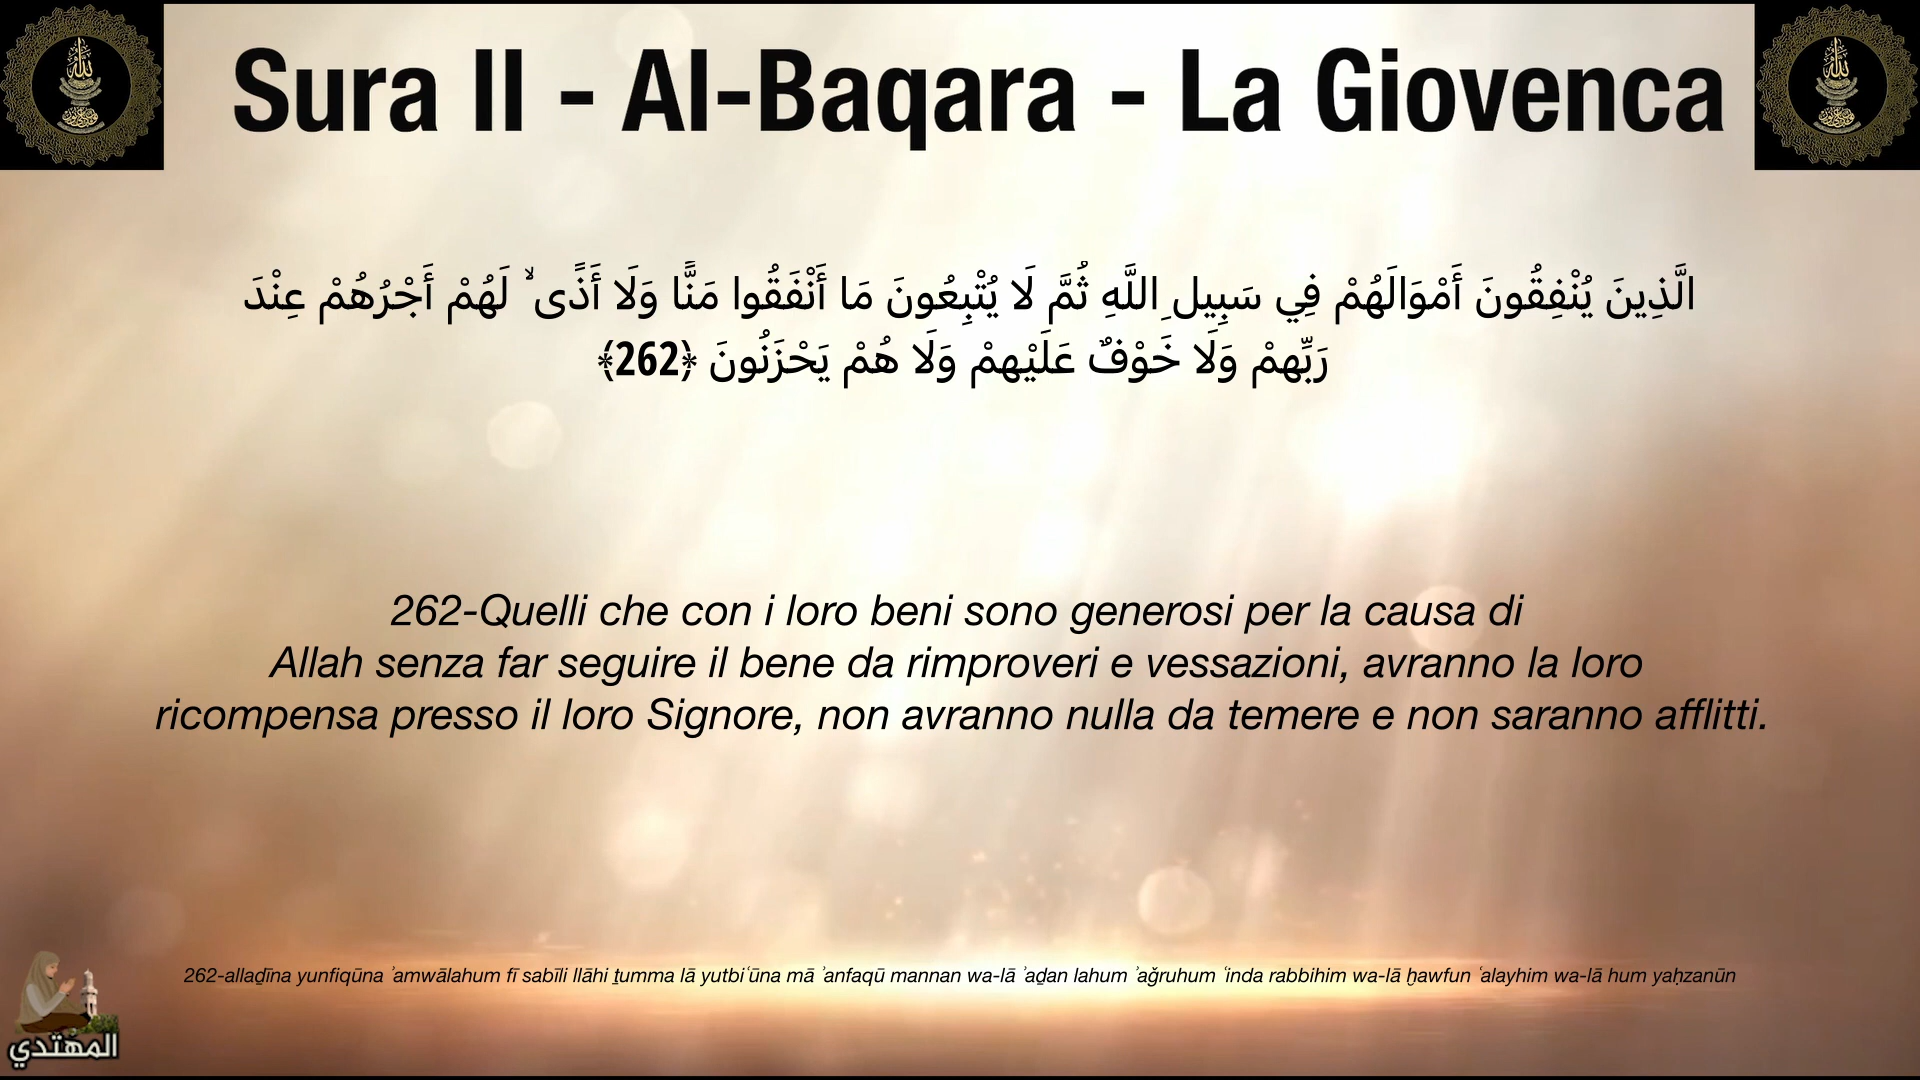 Sura II - Al-Baqara - La Giovenca
الَّذِينَ يُنْفِقُونَ أَمْوَالَهُمْ فِي سَبِيلِ اللَّهِ ثُمَّ لَا يُتْبِعُونَ مَا أَنْفَقُوا مَنًّا وَلَا أَذًى ۙ لَهُمْ أَجْرُهُمْ عِنْدَ
رَبِّهِمْ وَلَا خَوْفٌ عَلَيْهِمْ وَلَا هُمْ يَحْزَنُونَ ﴿262﴾
262-Quelli che con i loro beni sono generosi per la causa di
Allah senza far seguire il bene da rimproveri e vessazioni, avranno la loro
ricompensa presso il loro Signore, non avranno nulla da temere e non saranno afflitti.
262-allaḏīna yunfiqūna ʾamwālahum fī sabīli llāhi ṯumma lā yutbiʿūna mā ʾanfaqū mannan wa-lā ʾaḏan lahum ʾaǧruhum ʿinda rabbihim wa-lā ḫawfun ʿalayhim wa-lā hum yaḥzanūn
المهتدي